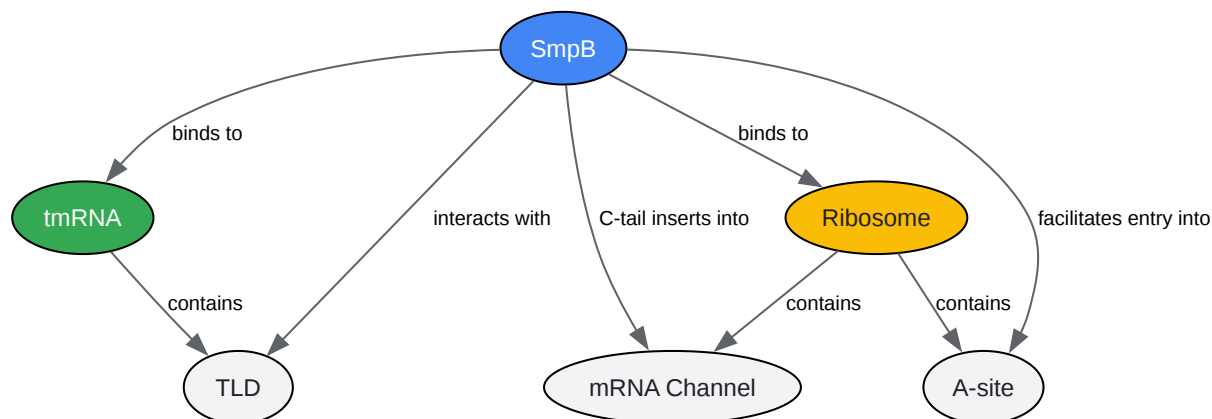 SmpB
binds to
binds to
tmRNA
interacts with
C-tail inserts into
Ribosome
facilitates entry into
contains
contains
contains
TLD
mRNA Channel
A-site